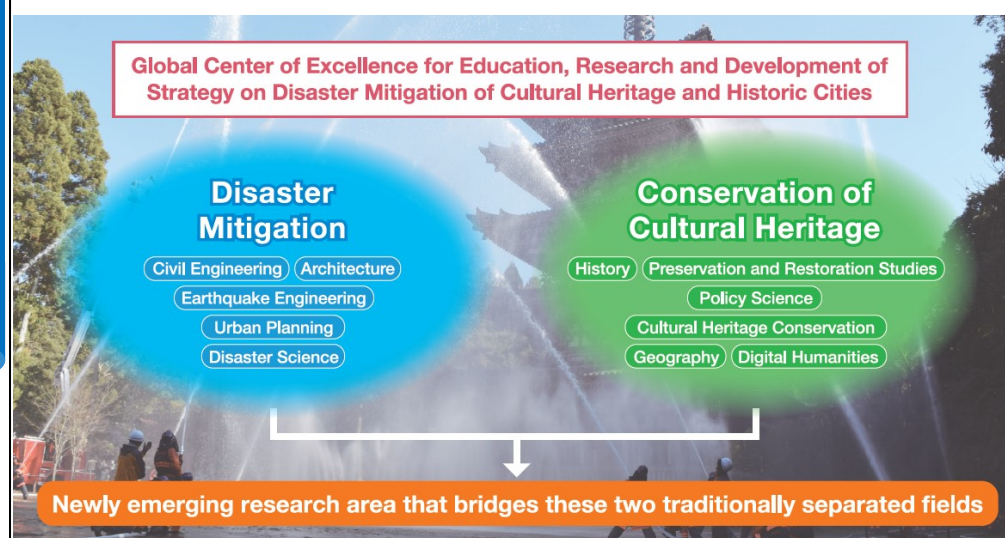 Global Center of Excellence for Education, Research and Development of
Strategy on Disaster Mitigation of Cultural Heritage and Historic Cities
Disaster
Mitigation
Civil Engineering Architecture
Earthquake Engineering
Urban Planning
Disaster Science
Conservation of
Cultural Heritage
History Preservation and Restoration Studies
Policy Science
Cultural Heritage Conservation
Geography Digital Humanities
Newly emerging research area that bridges these two traditionally separated fields